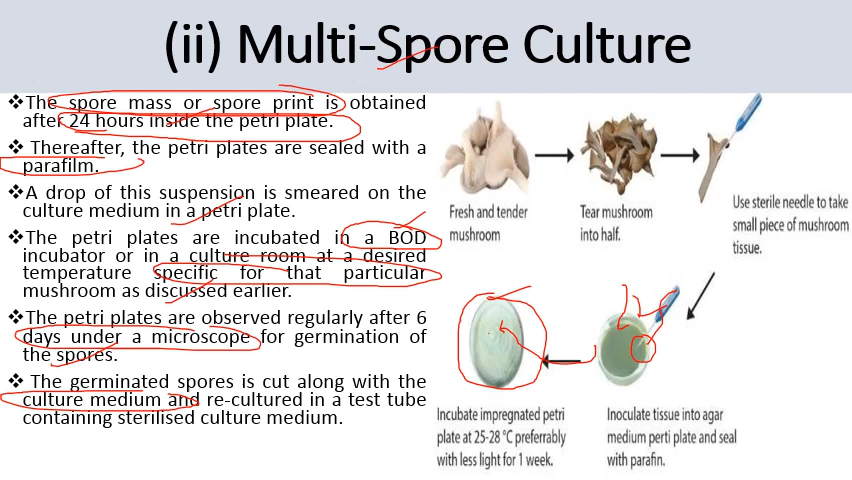 (ii) Multi-Spore Culture
❖The spore mass or spore print is obtained
after 24 hours inside the petri plate.
❖ Thereafter, the petri plates are sealed with a
parafilm.
❖A drop of this suspension is smeared on the
culture medium in a petri plate.
❖The petri plates are incubated in a BOD
incubator or in a culture room at a desired
temperature specific for that particular
mushroom as discussed earlier.
❖The petri plates are observed regularly after 6
days under a microscope for germination of
the spores.
❖ The germinated spores is cut along with the
culture medium and re-cultured in a test tube
containing sterilised culture medium.
Fresh and tender
mushroom
Tear mushroom
into half.
Use sterile needle to take
small piece of mushroom
tissue.
Incubate impregnated petri
plate at 25-28 °C preferrably
with less light for 1 week.
Inoculate tissue into agar
medium perti plate and seal
with parafin.